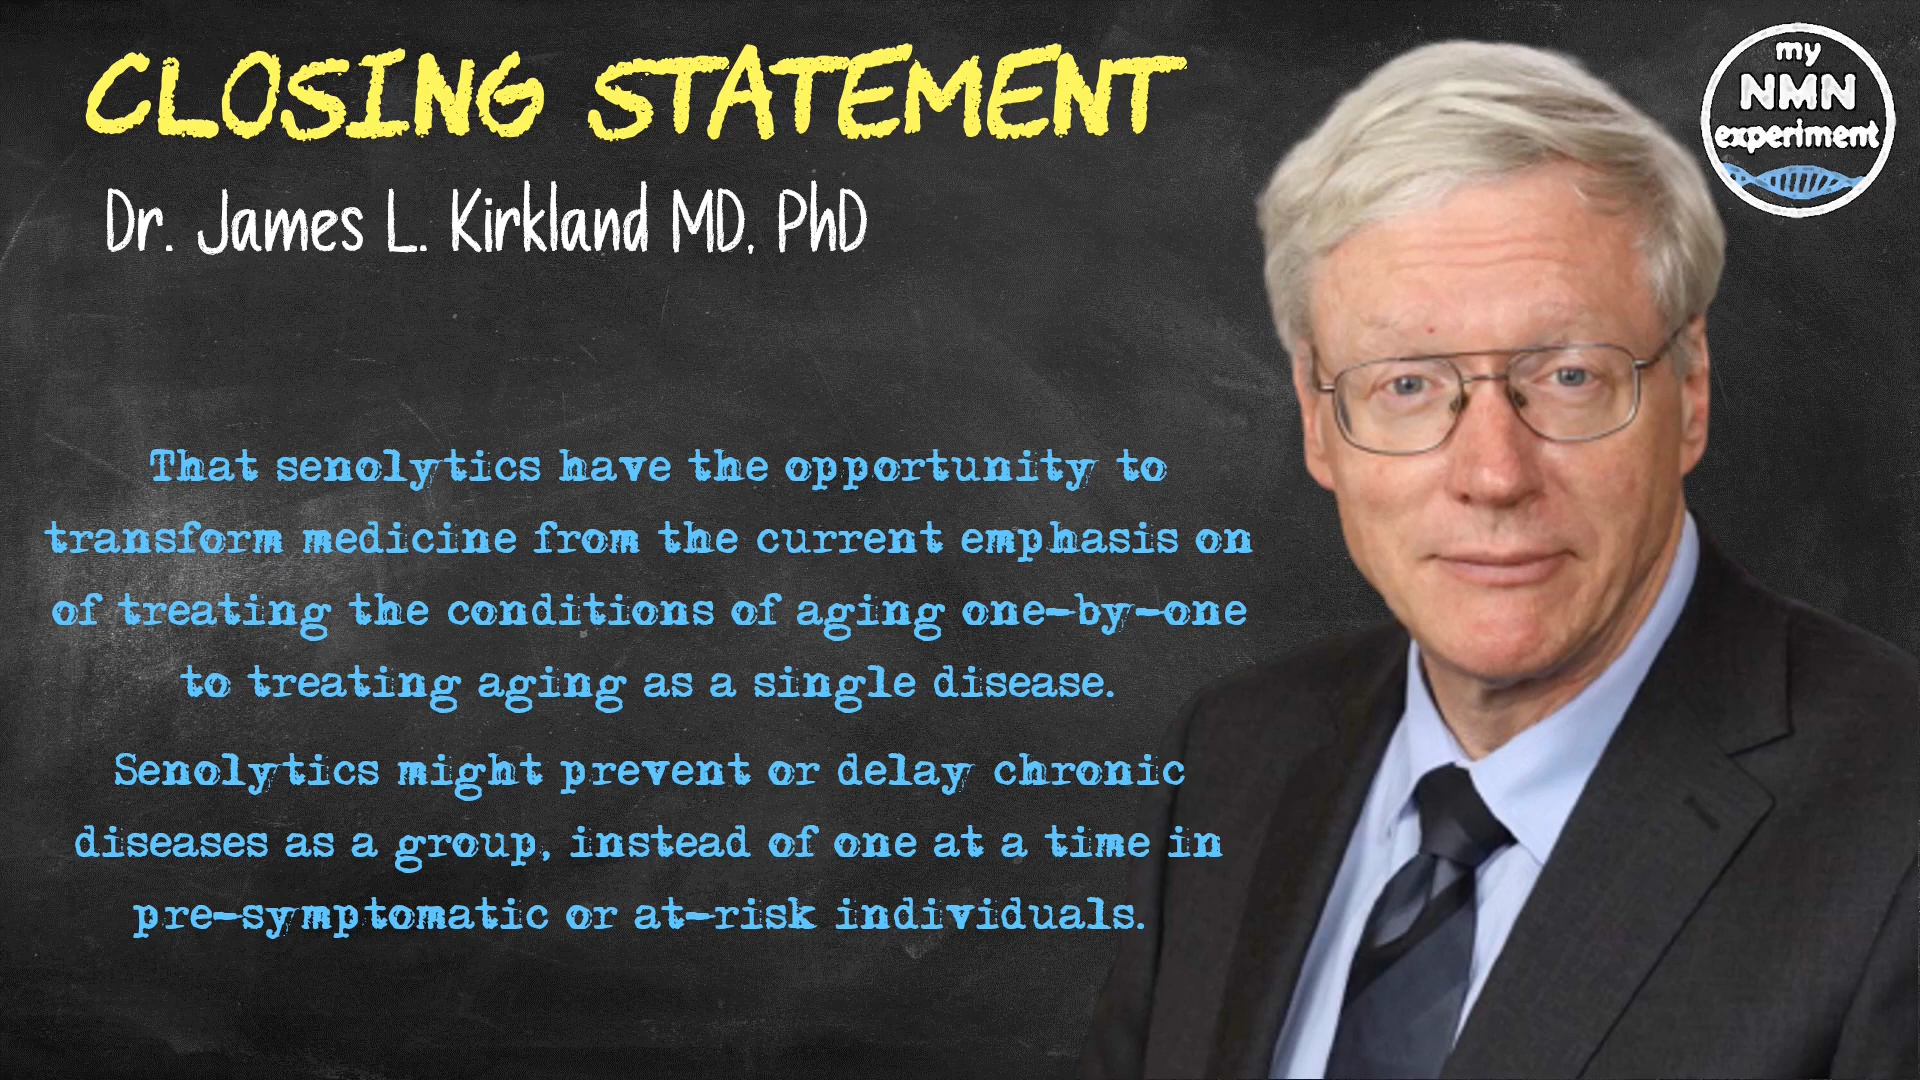 CLOSING STATEMENT
Dr. James L. Kirkland MD, PhD
my
NMN
experiment
That senolytics have the opportunity to
transform medicine from the current emphasis on
of treating the conditions of aging one-by-one
to treating aging as a single disease.
Senolytics might prevent or delay chronic
diseases as a group, instead of one at a time in
pre-symptomatic or at-risk individuals.